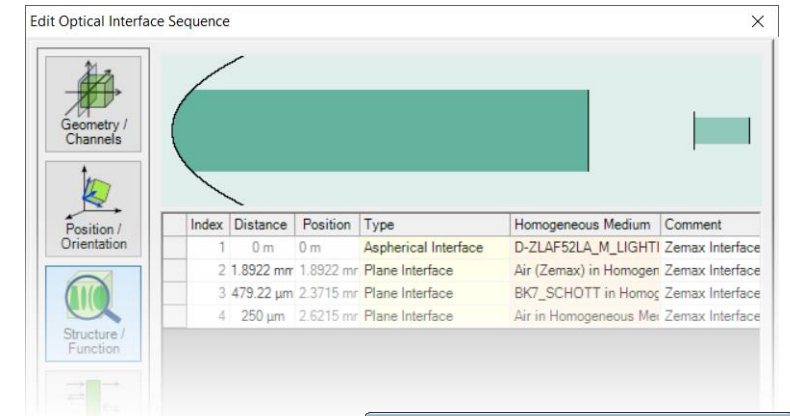 Edit Optical Interface Sequence
Geometry /
Channels
Position /
Orientation
Structure /
Function
Index Distance Position Type Homogeneous Medium Comment
1 0 m 0 m Aspherical Interface D-ZLAF52LA_M_LIGHTI Zemax Interface
2 1.8922 mm 1.8922 mr Plane Interface Air (Zemax) in Homogen Zemax Interface
3 479.22 µm 2.3715 mr Plane Interface BK7_SCHOTT in Homog Zemax Interface
4 250 µm 2.6215 mr Plane Interface Air in Homogeneous Me Zemax Interface